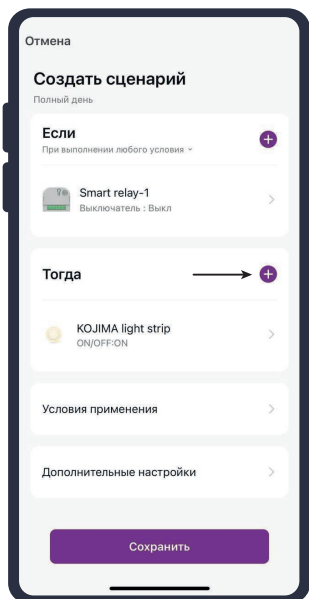 Отмена
Создать сценарий
Полный день
Если
При выполнении любого условия
Smart relay-1
Выключатель : Выкл
Тогда
KOJIMA light strip
ON/OFF:ON
Условия применения
Дополнительные настройки
Сохранить